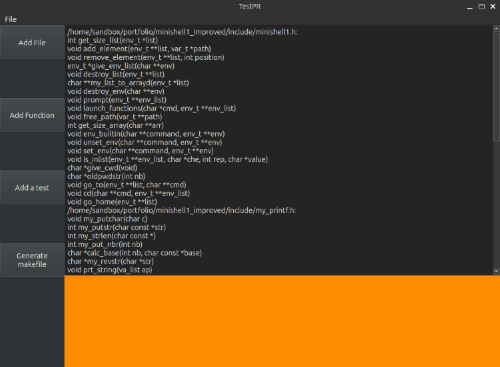 TestPR
File
Add File
Add Function
Add a test
Generate
makefile
/home/sandbox/portfolio/minishell1_improved/include/minishell1.h:
int get_size_list(env_t *list)
void add_element(env_t **list, var_t *path)
void remove_element(env_t **list, int position)
env_t *give_env_list(char **env)
void destroy_list(env_t **list)
char **my_list_to_arrayd(env_t *list)
void destroy_env(char **env)
void prompt(env_t **env_list)
void launch_functions(char *cmd, env_t **env_list)
void free_path(var_t **path)
int get_size_array(char **arr)
void env_builtin(char **command, env_t **env)
void unset_env(char **command, env_t **env)
void set_env(char **command, env_t **env)
void is_inlist(env_t **env_list, char *che, int rep, char *value)
char *give_cwd(void)
char *oldpwdstr(int nb)
void go_to(env_t **list, char **cmd)
void cd(char **cmd, env_t **env_list)
void go_home(env_t **list)
/home/sandbox/portfolio/minishell1_improved/include/my_printf.h:
void my_putchar(char c)
int my_putstr(char const *str)
int my_strlen(char const *)
int my_put_nbr(int nb)
char *calc_base(int nb, char const *base)
char *my_revstr(char *str)
void prt_string(va_list ap)